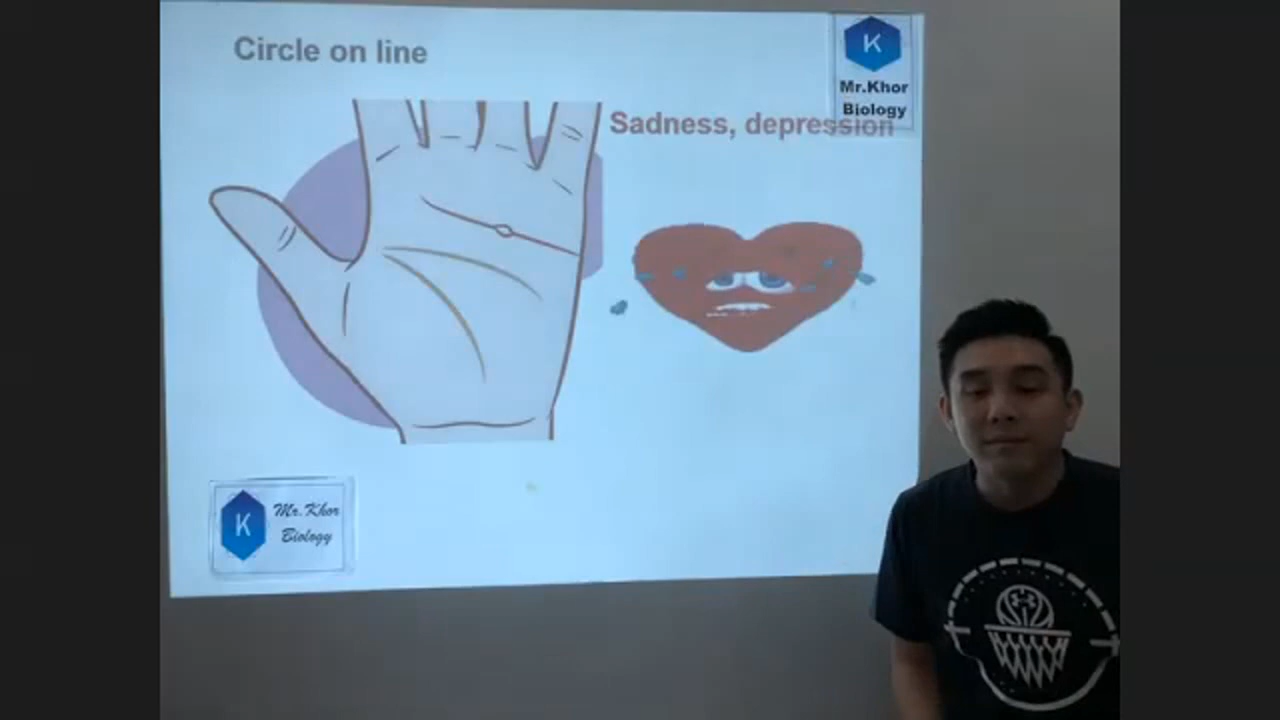 Circle on line
K
Mr.Khor
Biology
Sadness, depression
K
Mr.Khor
Biology